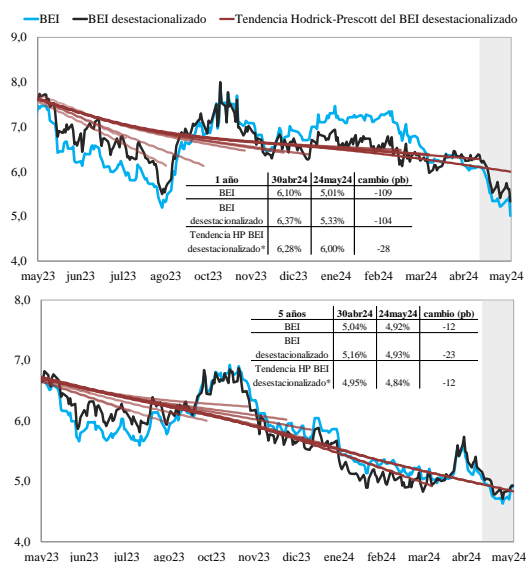 BEI BEI desestacionalizado Tendencia Hodrick-Prescott del BEI desestacionalizado
9,0
8,0
7,0
6,0
5,0
4,0
1 año 30abr24 24may24 cambio (pb)
BEI 6,10% 5,01% -109
BEI
desestacionalizado 6,37% 5,33% -104
Tendencia HP BEI
desestacionalizado* 6,28% 6,00% -28
may23 jun23 jul23 ago23 oct23 nov23 dic23 ene24 feb24 mar24 abr24 may24
8,0
7,0
6,0
5,0
4,0
5 años 30abr24 24may24 cambio (pb)
BEI 5,04% 4,92% -12
BEI
desestacionalizado 5,16% 4,93% -23
Tendencia HP BEI
desestacionalizado* 4,95% 4,84% -12
may23 jun23 jul23 ago23 oct23 nov23 dic23 ene24 feb24 mar24 abr24 may24